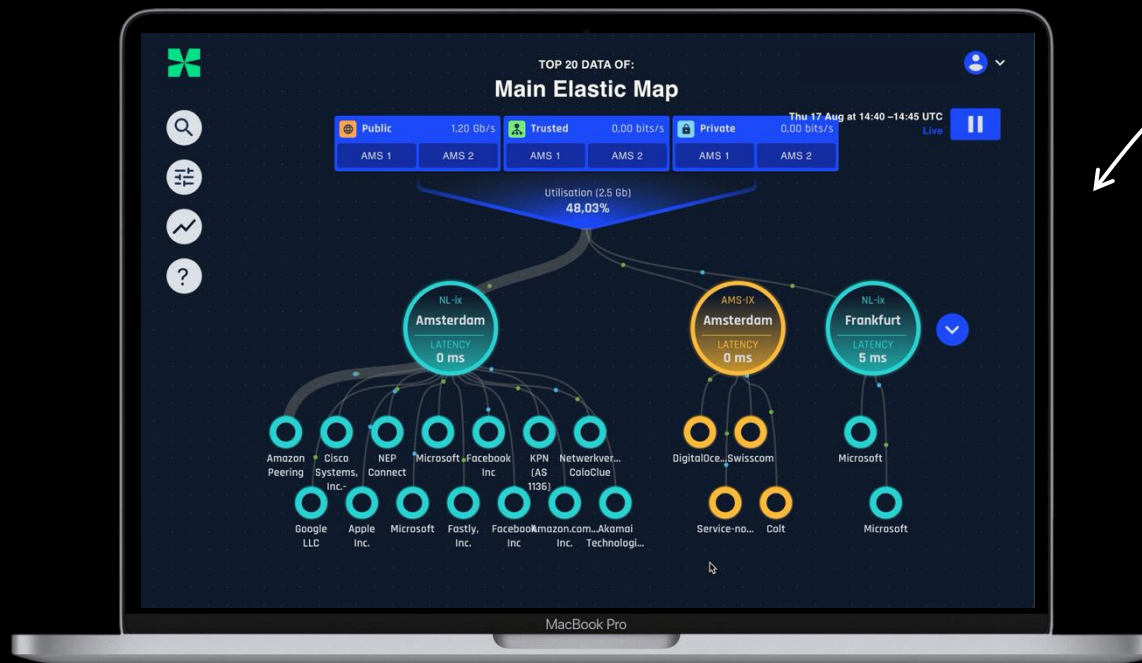 TOP 20 DATA OF:
Main Elastic Map
Thu 17 Aug at 14:40 –14:45 UTC
Live
Public 1,20 Gb/s Trusted 0,00 bits/s Private 0,00 bits/s
AMS 1 AMS 2 AMS 1 AMS 2 AMS 1 AMS 2
Utilisation (2.5 Gb)
48,03%
?
NL-ix
Amsterdam
LATENCY
0 ms
AMS-IX
Amsterdam
LATENCY
0 ms
NL-ix
Frankfurt
LATENCY
5 ms
Amazon
Peering
Cisco
Systems,
Inc.-
NEP
Connect
Microsoft
Facebook
Inc
KPN
(AS
1136)
Netwerkver...
ColoClue
DigitalOce...
Swisscom
Microsoft
Google
LLC
Apple
Inc.
Microsoft
Fastly,
Inc.
Facebook
Inc
Amazon.com...
Inc.
Akamai
Technologi...
Service-no...
Colt
Microsoft
MacBook Pro